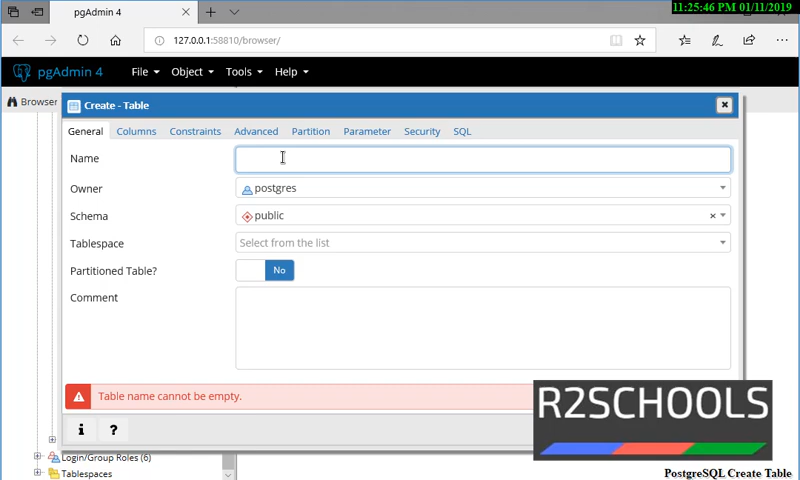 11:25:46 PM 01/11/2019
pgAdmin 4
127.0.0.1:58810/browser/
pgAdmin 4 File Object Tools Help
Browser
Create - Table
General Columns Constraints Advanced Partition Parameter Security SQL
Name
Owner postgres
Schema public
Tablespace Select from the list
Partitioned Table? No
Comment
Table name cannot be empty.
R2SCHOOLS
Login/Group Roles (6)
Tablespaces
PostgreSQL Create Table